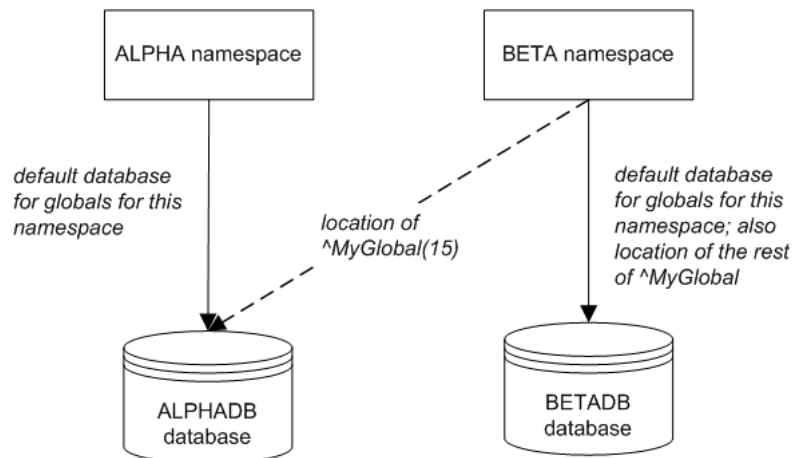 ALPHA namespace
BETA namespace
default database
for globals for this
namespace
location of
^MyGlobal(15)
default database
for globals for this
namespace; also
location of the rest
of ^MyGlobal
ALPHADB
database
BETADB
database